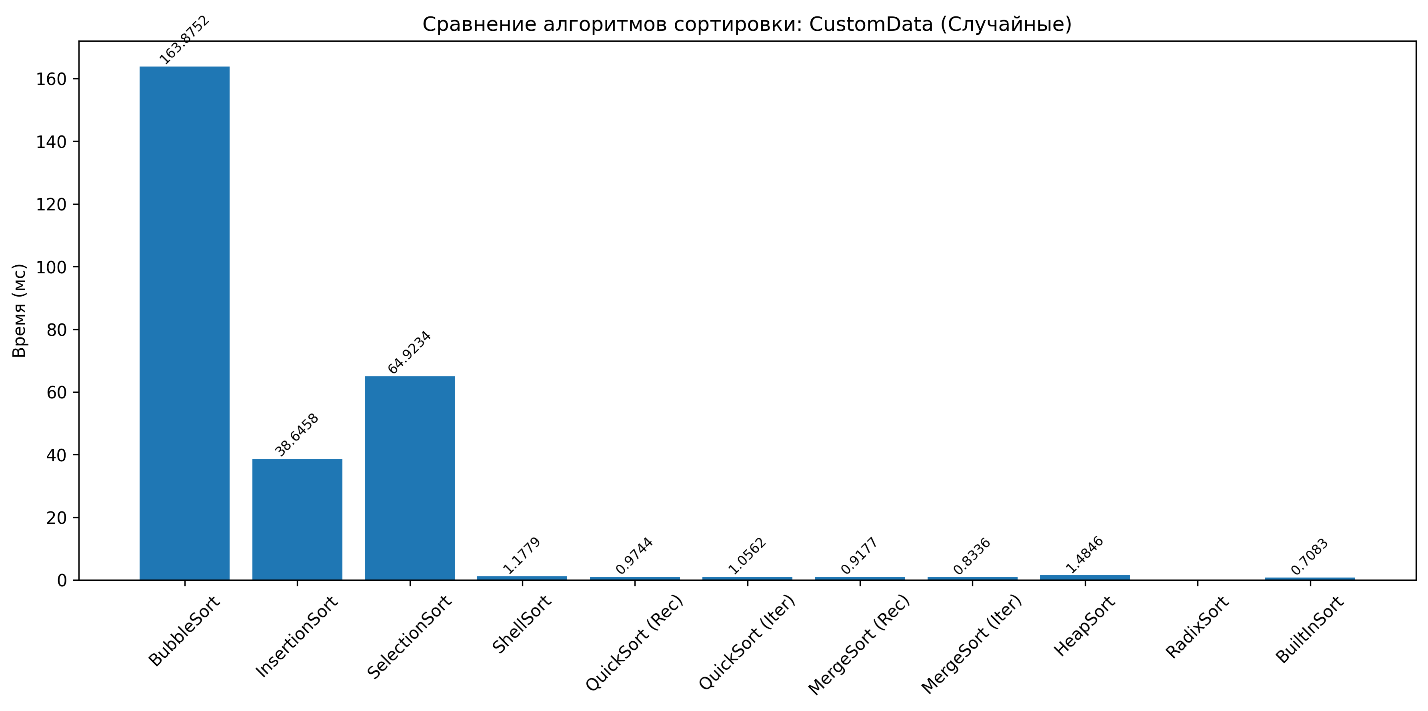 Сравнение алгоритмов сортировки: CustomData (Случайные)
Время (мс)
160
140
120
100
80
60
40
20
0
163.8752
38.6458
64.9234
1.1779
0.9744
1.0562
0.9177
0.8336
1.4846
0.7083
BubbleSort
InsertionSort
SelectionSort
ShellSort
QuickSort (Rec)
QuickSort (Iter)
MergeSort (Rec)
MergeSort (Iter)
HeapSort
RadixSort
BuiltInSort